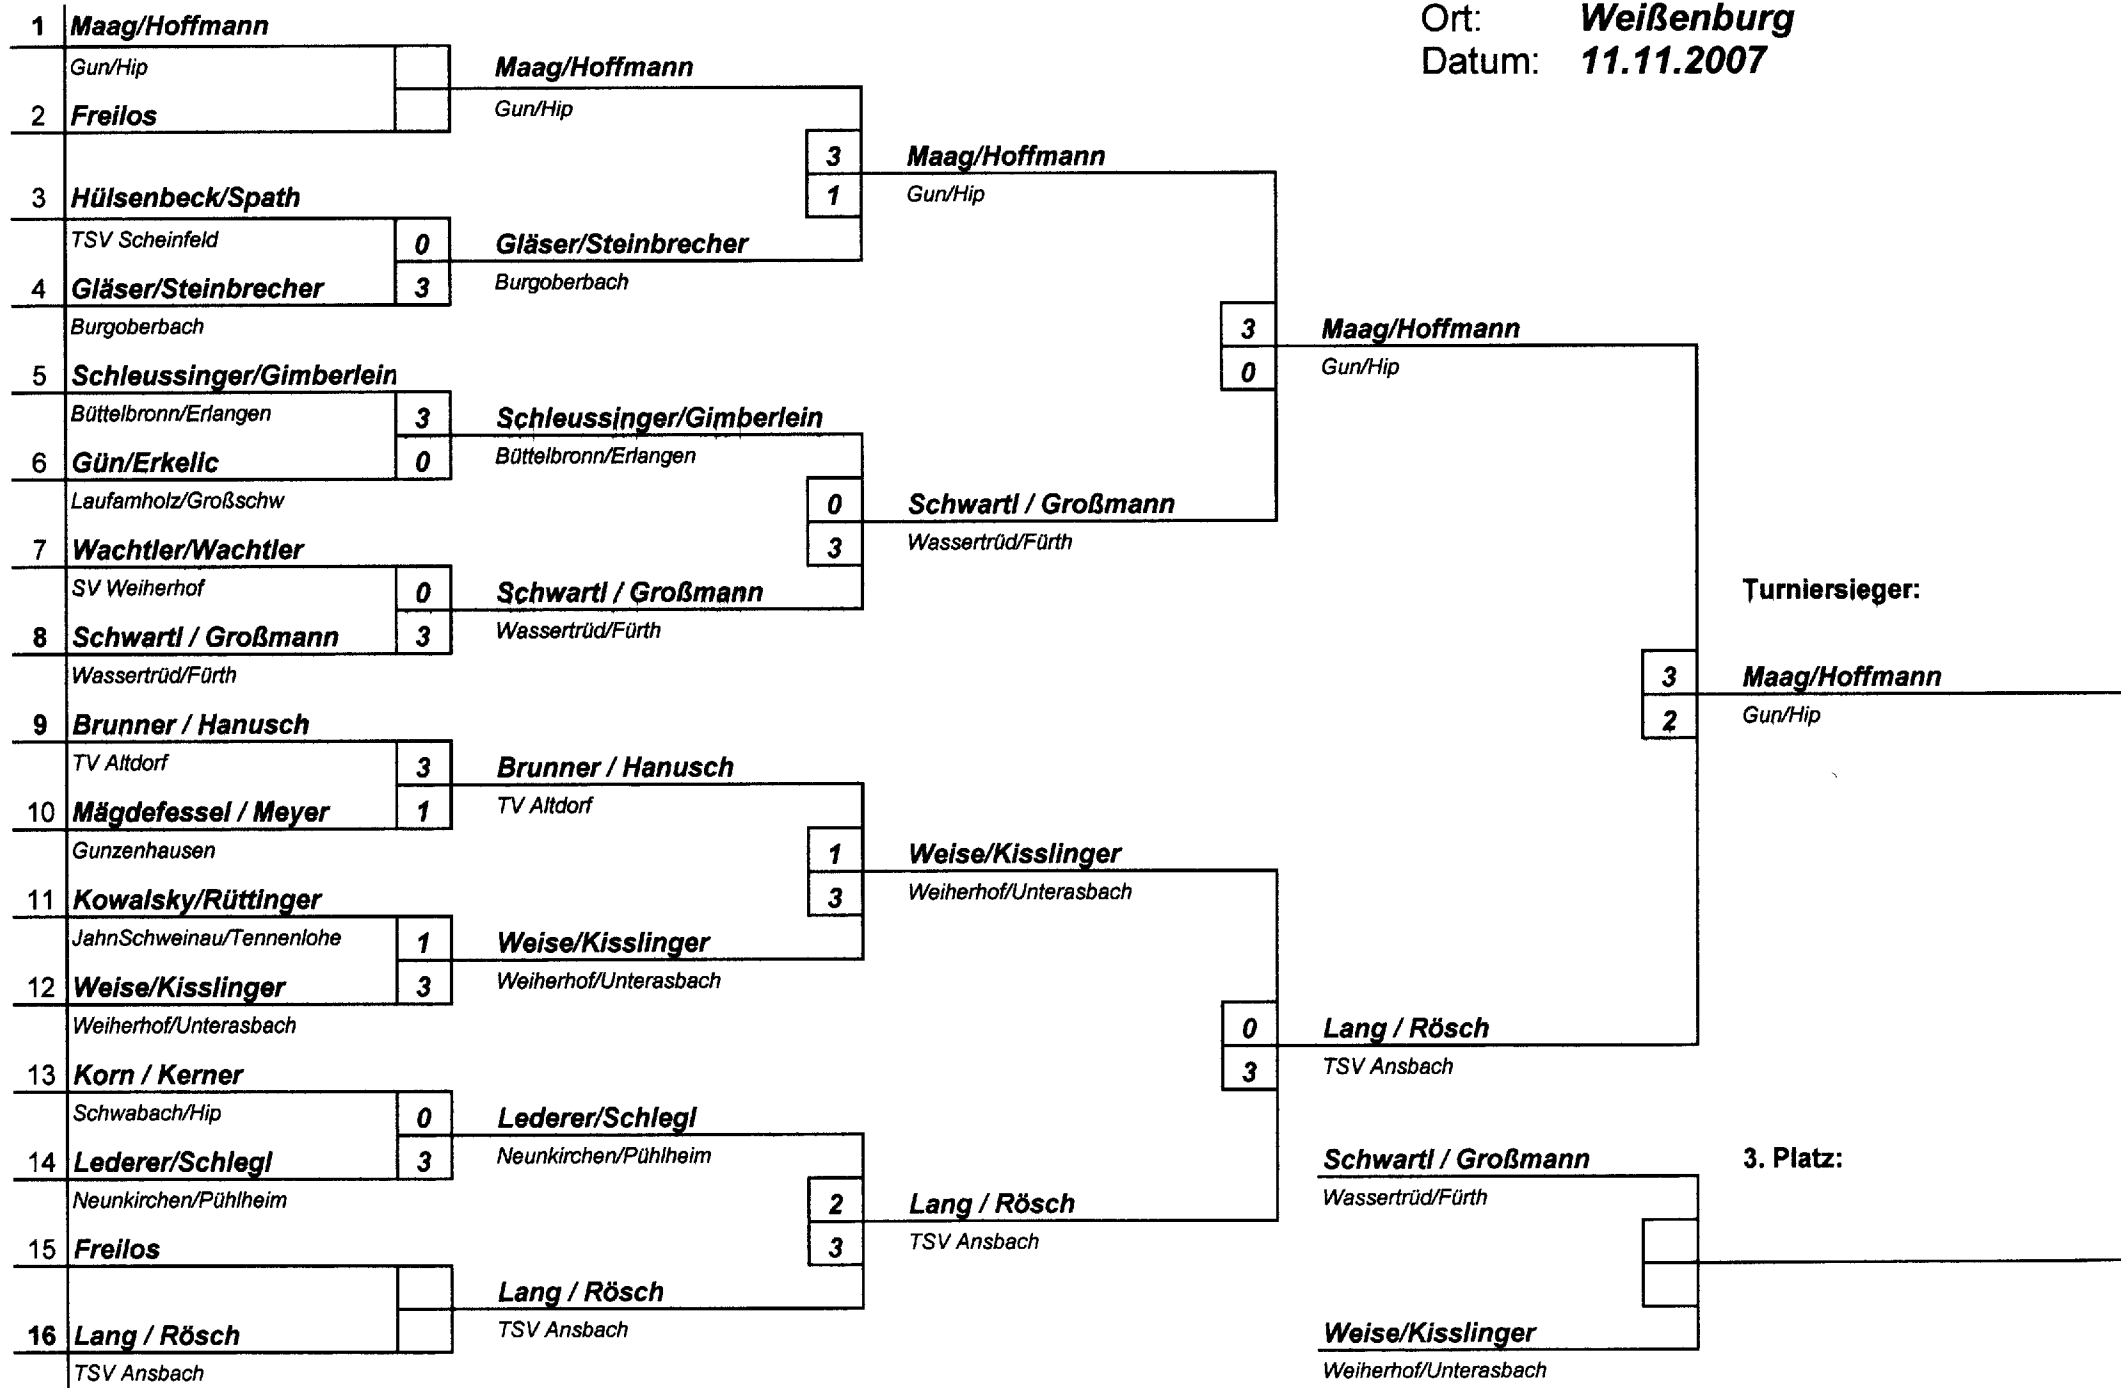 Ort: Weißenburg
Datum: 11.11.2007
1 Maag/Hoffmann
Gun/Hip
2 Freilos
3 Hülsenbeck/Spath
TSV Scheinfeld 0
4 Gläser/Steinbrecher 3
Burgoberbach
5 Schleussinger/Gimberlein
Büttelbronn/Erlangen 3
6 Gün/Erkelic 0
Laufamholz/Großschw
7 Wachtler/Wachtler
SV Weiherhof 0
8 Schwartl / Großmann 3
Wassertrüd/Fürth
9 Brunner / Hanusch
TV Altdorf 3
10 Mägdefessel / Meyer 1
Gunzenhausen
11 Kowalsky/Rüttinger
JahnSchweinau/Tennenlohe 1
12 Weise/Kisslinger 3
Weiherhof/Unterasbach
13 Korn / Kerner
Schwabach/Hip 0
14 Lederer/Schlegl 3
Neunkirchen/Pühlheim
15 Freilos
16 Lang / Rösch
TSV Ansbach
Maag/Hoffmann
Gun/Hip
3
1
Gläser/Steinbrecher
Burgoberbach
Schleussinger/Gimberlein
Büttelbronn/Erlangen
0
3
Schwartl / Großmann
Wassertrüd/Fürth
Brunner / Hanusch
TV Altdorf
1
3
Weise/Kisslinger
Weiherhof/Unterasbach
Lederer/Schlegl
Neunkirchen/Pühlheim
2
3
Lang / Rösch
TSV Ansbach
Maag/Hoffmann
Gun/Hip
3
0
Schwartl / Großmann
Wassertrüd/Fürth
Weise/Kisslinger
Weiherhof/Unterasbach
0
3
Lang / Rösch
TSV Ansbach
Maag/Hoffmann
Gun/Hip
3
2
Lang / Rösch
TSV Ansbach
Turniersieger:
Maag/Hoffmann
Gun/Hip
Schwartl / Großmann
Wassertrüd/Fürth
3. Platz:
Weise/Kisslinger
Weiherhof/Unterasbach